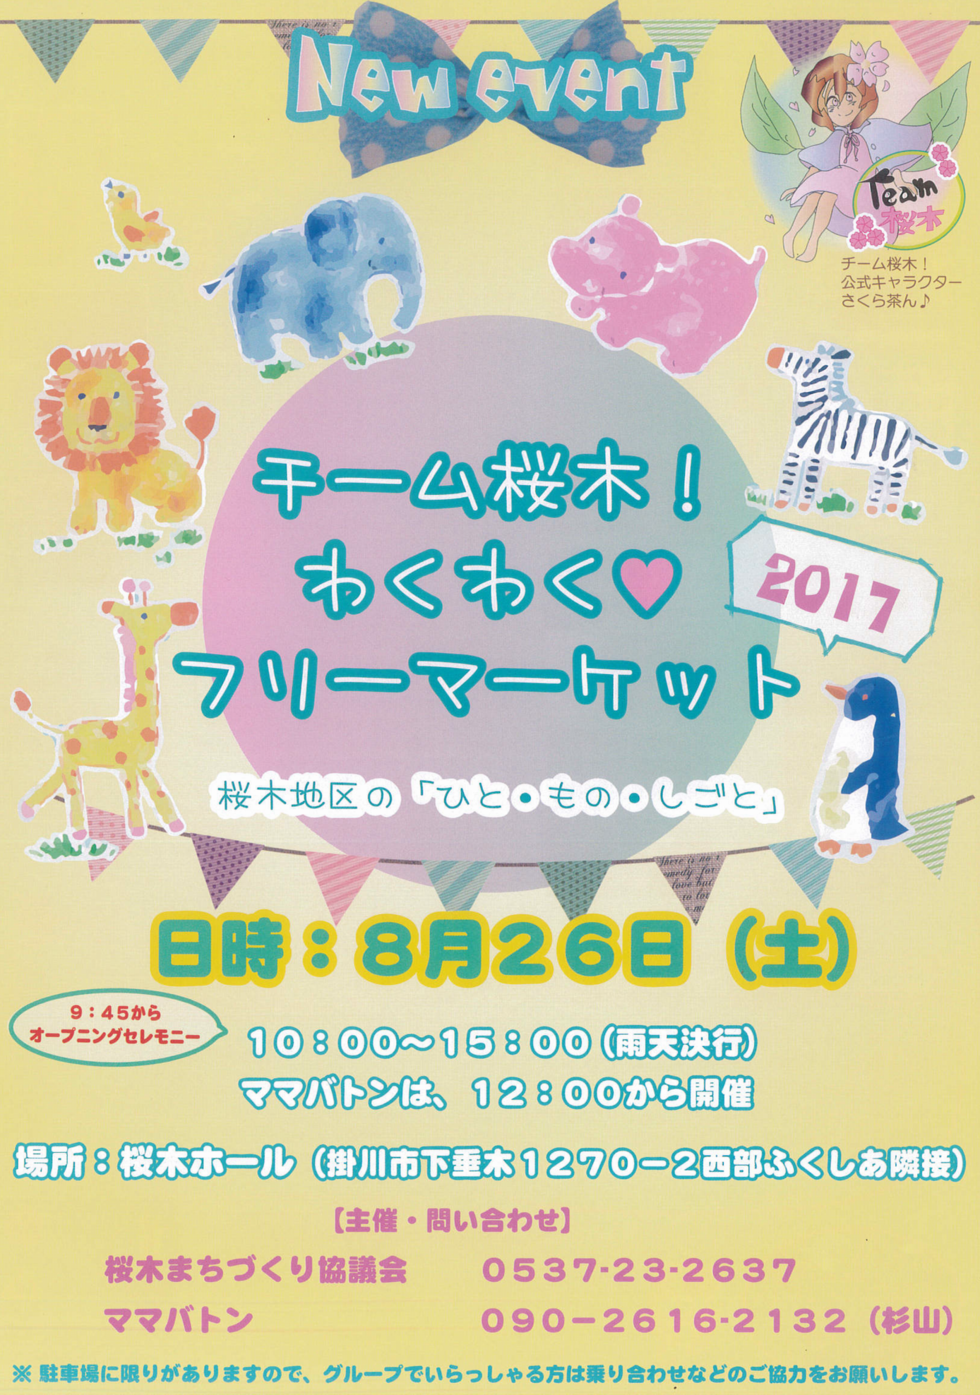 New event
Team
桜木
チーム桜木！
公式キャラクター
さくら茶ん♪
チーム桜木！
わくわく♥
フリーマーケット
2017
桜木地区の「ひと・もの・しごと」
There is no r
medy for
love but
to lo
日時：８月２６日（土）
９：４５から
オープニングセレモニー
１０：００～１５：００（雨天決行）
ママバトンは、１２：００から開催
場所：桜木ホール（掛川市下垂木１２７０－２西部ふくしあ隣接）
【主催・問い合わせ】
桜木まちづくり協議会　０５３７-２３-２６３７
ママバトン　０９０－２６１６-２１３２（杉山）
※ 駐車場に限りがありますので、グループでいらっしゃる方は乗り合わせなどのご協力をお願いします。